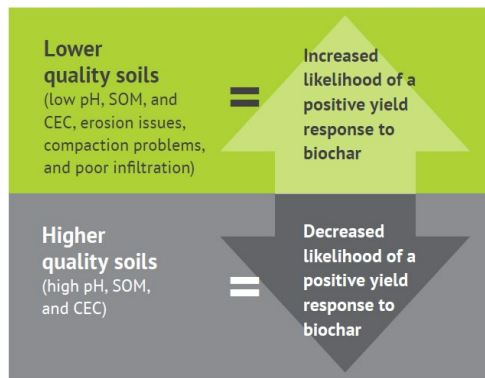 Lower
quality soils
(low pH, SOM, and
CEC, erosion issues,
compaction problems,
and poor infiltration)
=
Increased
likelihood of a
positive yield
response to
biochar
Higher
quality soils
(high pH, SOM,
and CEC)
=
Decreased
likelihood of a
positive yield
response to
biochar